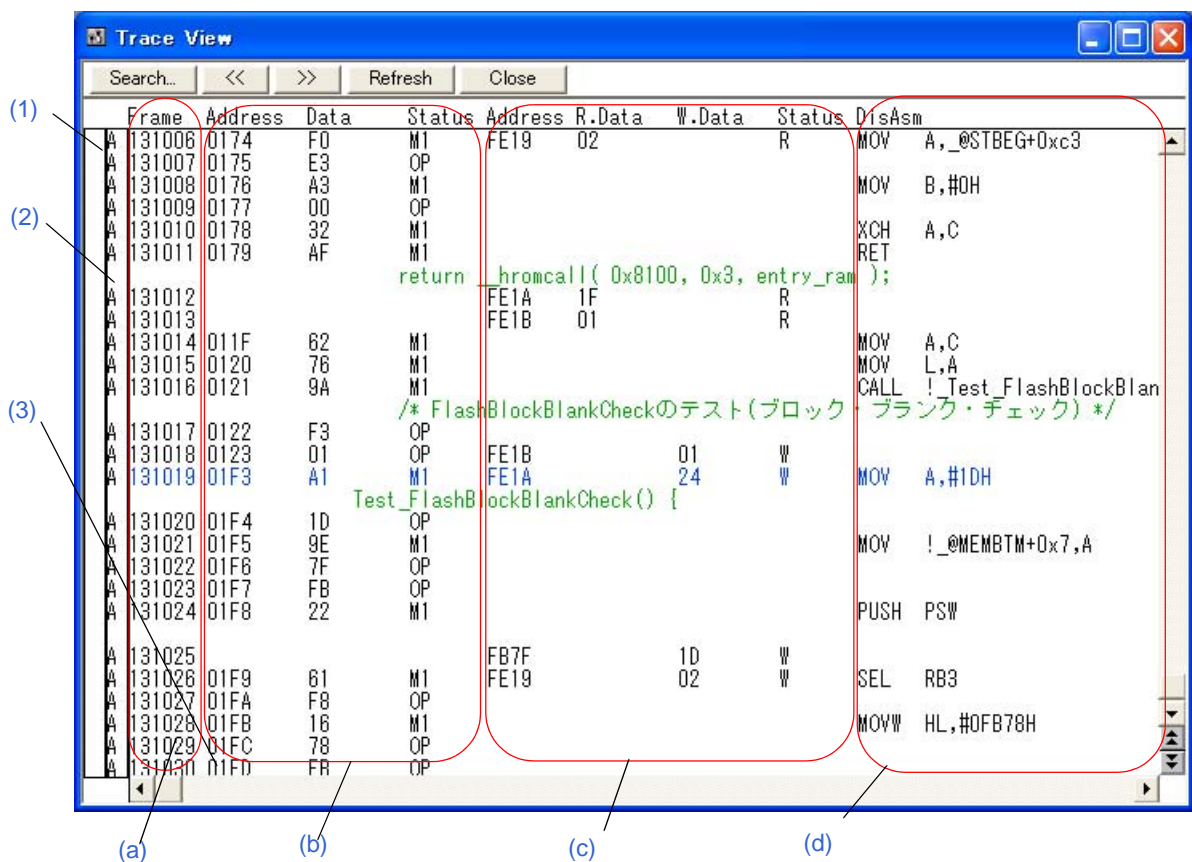 Trace View
Search... << >> Refresh Close
Frame Address Data Status Address R.Data W.Data Status DisAsm
(1)
A 131006 0174 F0 M1 FE19 02 R MOV A,_@STBEG+0xc3
A 131007 0175 E3 OP
A 131008 0176 A3 M1 MOV B,#0H
A 131009 0177 00 OP
(2)
A 131010 0178 32 M1 XCH A,C
A 131011 0179 AF M1 RET
return __hromcall( 0x8100, 0x3, entry_ram );
A 131012 FE1A 1F R
A 131013 FE1B 01 R
A 131014 011F 62 M1 MOV A,C
A 131015 0120 76 M1 MOV L,A
A 131016 0121 9A M1 CALL !_Test_FlashBlockBlan
(3)
/* FlashBlockBlankCheckのテスト(ブロック・ブランク・チェック) */
A 131017 0122 F3 OP
A 131018 0123 01 OP FE1B 01 W
A 131019 01F3 A1 M1 FE1A 24 W MOV A,#1DH
Test_FlashBlockBlankCheck() {
A 131020 01F4 1D OP
A 131021 01F5 9E M1 MOV !_@MEMBTM+0x7,A
A 131022 01F6 7F OP
A 131023 01F7 FB OP
A 131024 01F8 22 M1 PUSH PSW
A 131025 FB7F 1D W
A 131026 01F9 61 M1 FE19 02 W SEL RB3
A 131027 01FA F8 OP
A 131028 01FB 16 M1 MOVW HL,#0FB78H
A 131029 01FC 78 OP
A 131030 01FD FB OP
(a) (b) (c) (d)